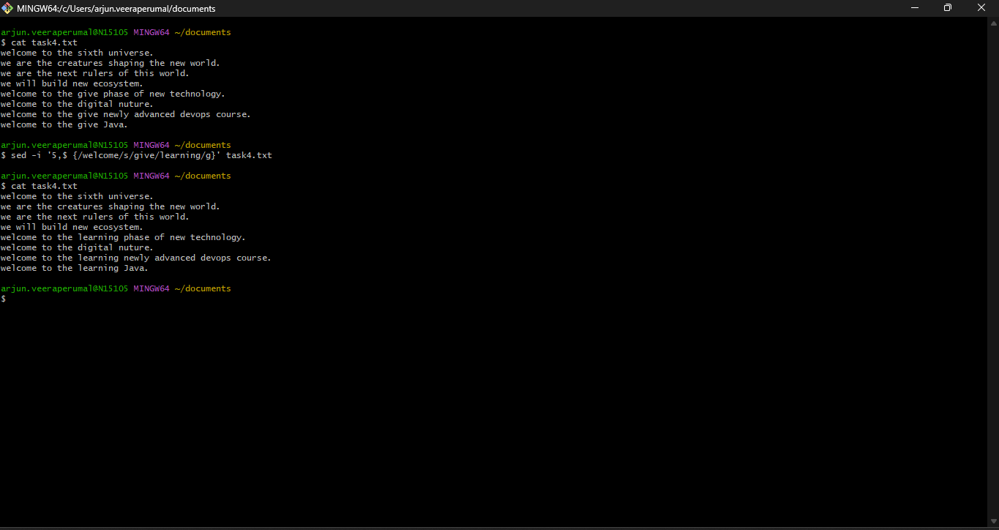 MINGW64:/c/Users/arjun.veeraperumal/documents
arjun.veeraperumal@N15105 MINGW64 ~/documents
$ cat task4.txt
welcome to the sixth universe.
we are the creatures shaping the new world.
we are the next rulers of this world.
we will build new ecosystem.
welcome to the give phase of new technology.
welcome to the digital nuture.
welcome to the give newly advanced devops course.
welcome to the give Java.
arjun.veeraperumal@N15105 MINGW64 ~/documents
$ sed -i '5,$ {/welcome/s/give/learning/g}' task4.txt
arjun.veeraperumal@N15105 MINGW64 ~/documents
$ cat task4.txt
welcome to the sixth universe.
we are the creatures shaping the new world.
we are the next rulers of this world.
we will build new ecosystem.
welcome to the learning phase of new technology.
welcome to the digital nuture.
welcome to the learning newly advanced devops course.
welcome to the learning Java.
arjun.veeraperumal@N15105 MINGW64 ~/documents
$